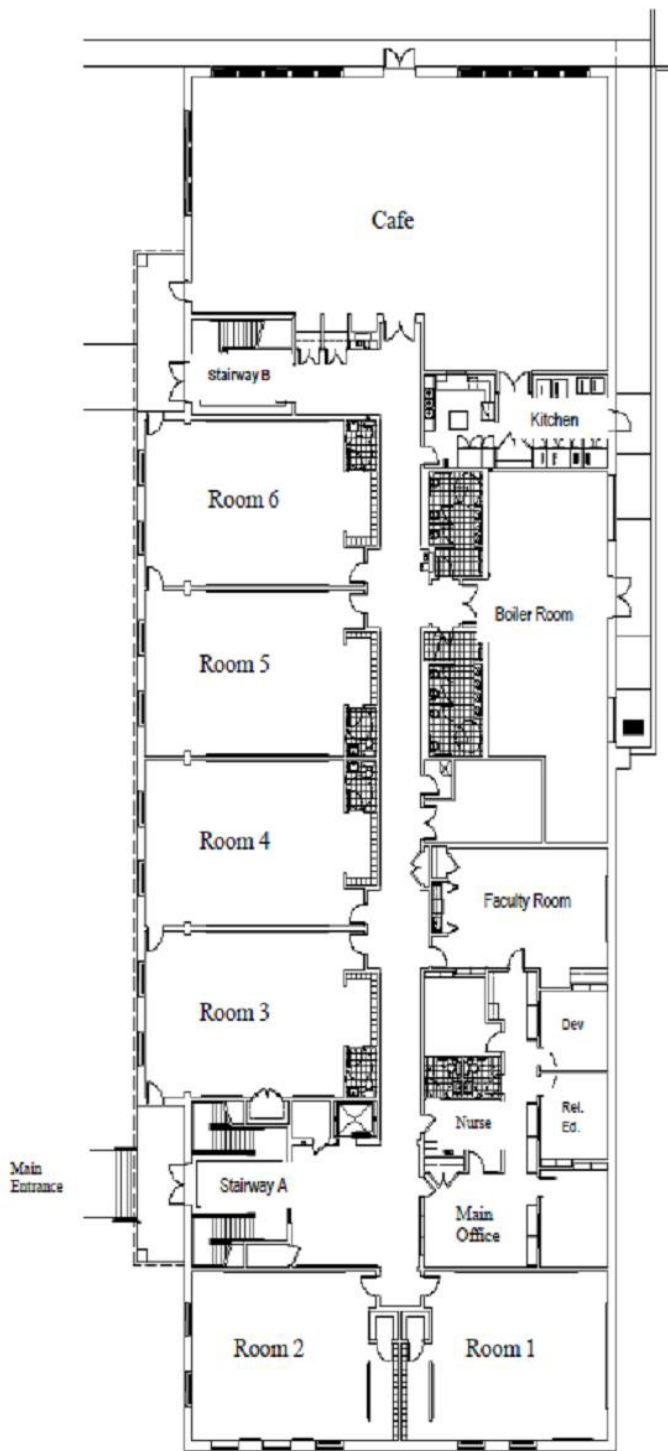 Cafe
Stairway B
Kitchen
Room 6
Boiler Room
Room 5
Room 4
Faculty Room
Room 3
Dev
Rel.
Ed.
Nurse
Main
Entrance
Stairway A
Main
Office
Room 2
Room 1